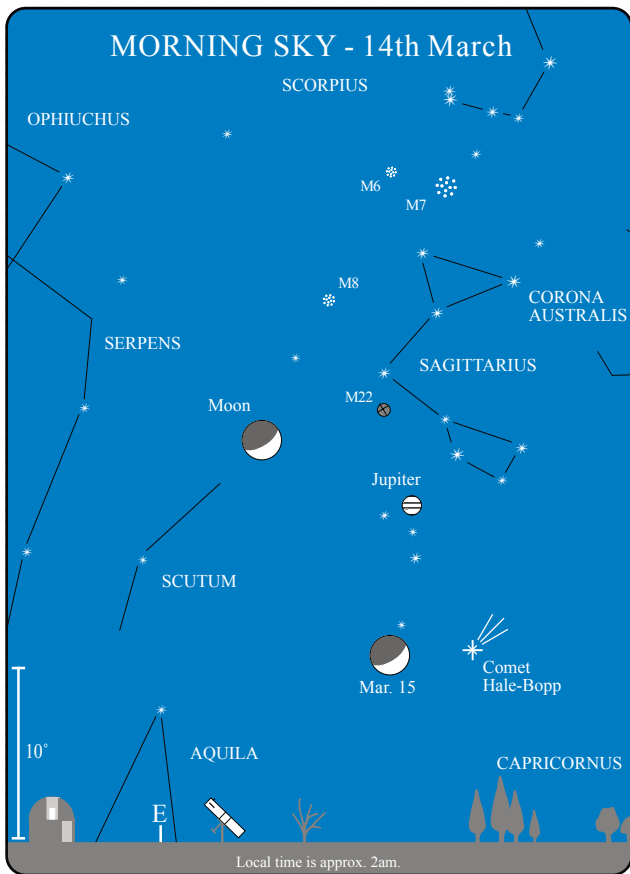 MORNING SKY - 14th March
SCORPIUS
OPHIUCHUS
M6
M7
M8
CORONA
AUSTRALIS
SERPENS
SAGITTARIUS
M22
Moon
Jupiter
SCUTUM
Comet
Hale-Bopp
Mar. 15
10°
AQUILA
CAPRICORNUS
E
Local time is approx. 2am.